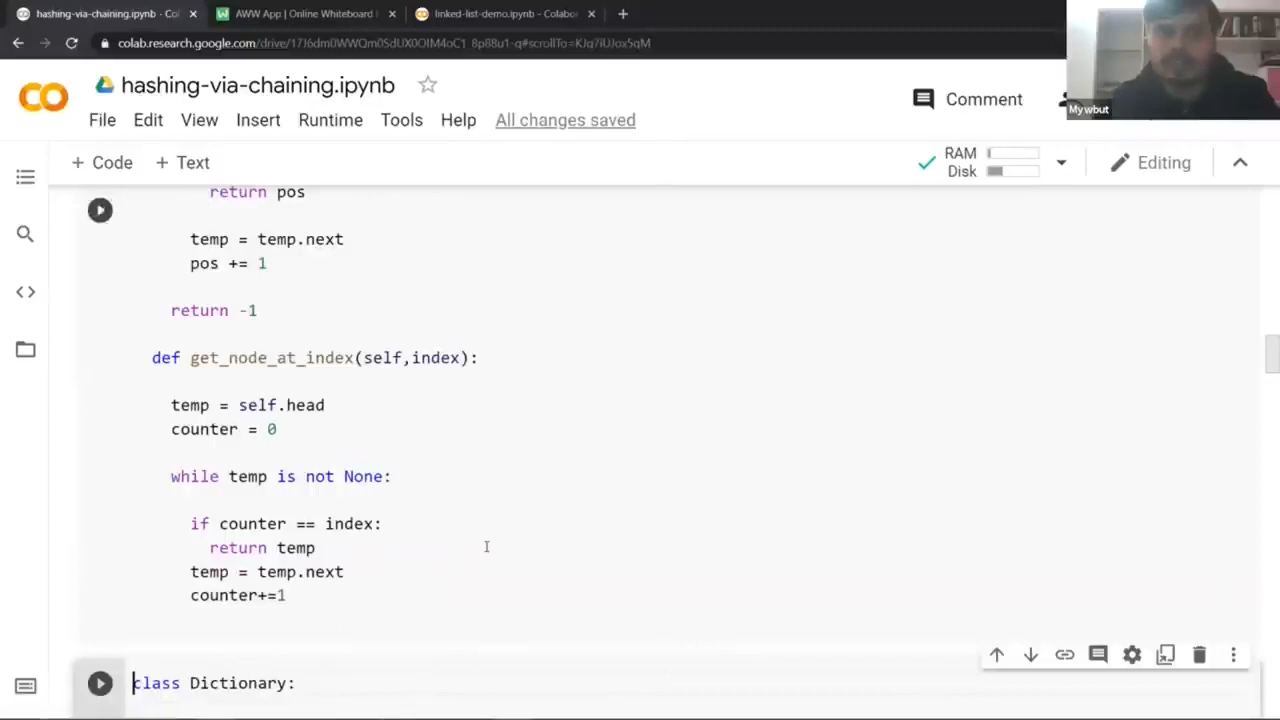 hashing-via-chaining.ipynb - Col
AWW App | Online Whiteboard
linked-list-demo.ipynb - Colabo
hashing-via-chaining.ipynb
Comment
Mywbut
File Edit View Insert Runtime Tools Help All changes saved
+ Code + Text
RAM
Disk
Editing
return pos
temp = temp.next
pos += 1
return -1
def get_node_at_index(self,index):
temp = self.head
counter = 0
while temp is not None:
if counter == index:
return temp
temp = temp.next
counter+=1
class Dictionary: